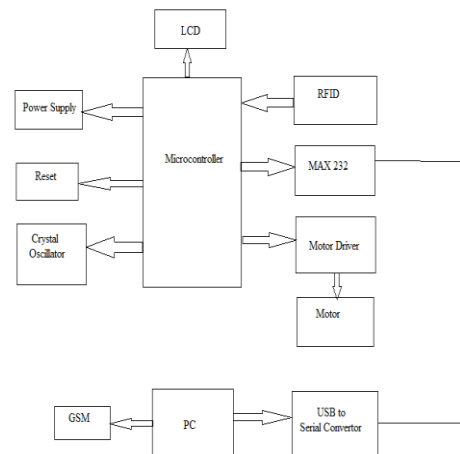 LCD
Power Supply
RFID
Microcontroller
MAX 232
Reset
Crystal
Oscillator
Motor Driver
Motor
GSM
PC
USB to
Serial Convertor